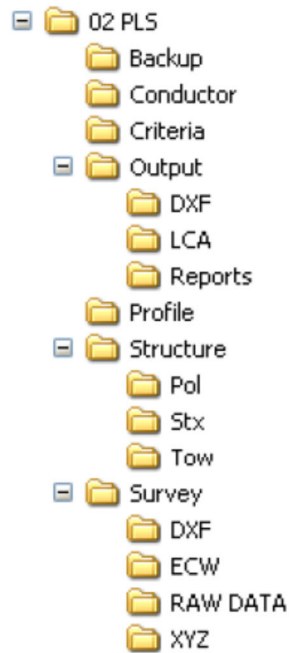 02 PLS
Backup
Conductor
Criteria
Output
DXF
LCA
Reports
Profile
Structure
Pol
Stx
Tow
Survey
DXF
ECW
RAW DATA
XYZ